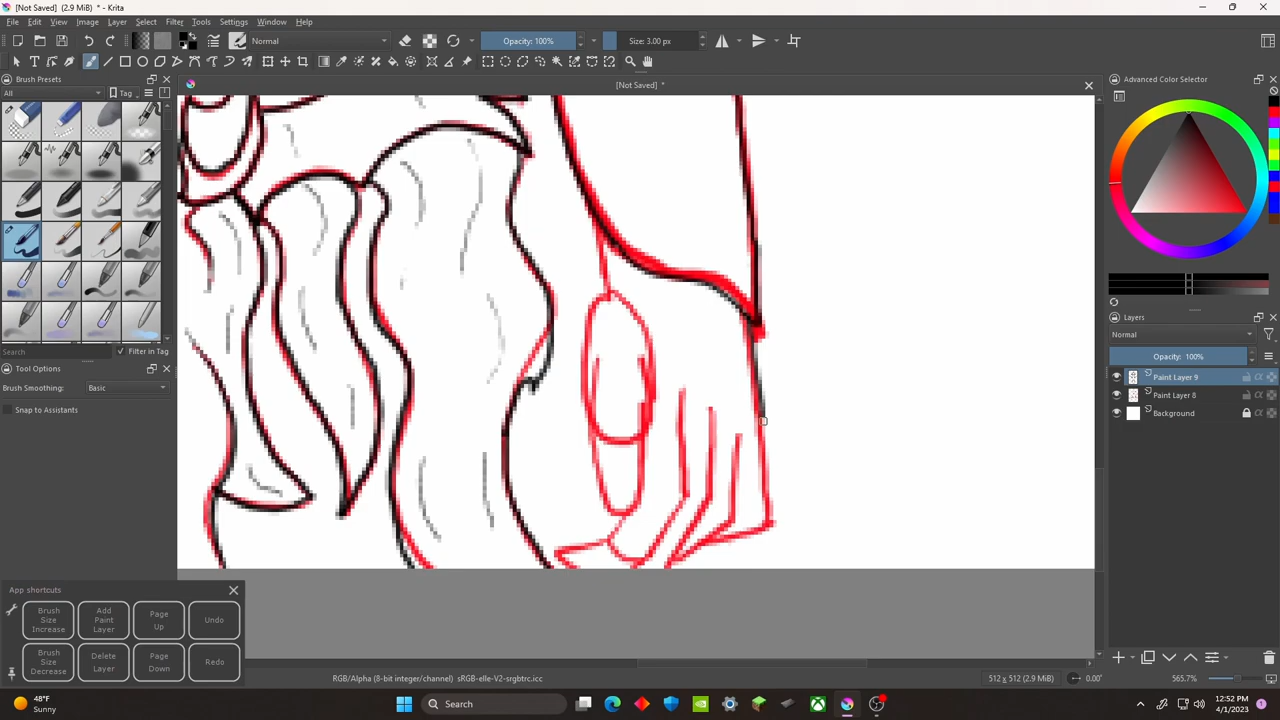 [Not Saved] (2.9 MiB) * - Krita
File Edit View Image Layer Select Filter Tools Settings Window Help
Normal Opacity: 100% Size: 3.00 px
Brush Presets
[Not Saved] *
Advanced Color Selector
All Tag
Search Filter in Tag
Tool Options
Brush Smoothing: Basic
Snap to Assistants
Layers
Normal
Opacity: 100%
Paint Layer 9
Paint Layer 8
Background
App shortcuts
Brush Size Increase
Add Paint Layer
Page Up
Undo
Brush Size Decrease
Delete Layer
Page Down
Redo
RGB/Alpha (8-bit integer/channel) sRGB-elle-V2-srgbtrc.icc
512 x 512 (2.9 MiB) 0.00° 565.7%
48°F
Sunny
Search
12:52 PM
4/1/2023